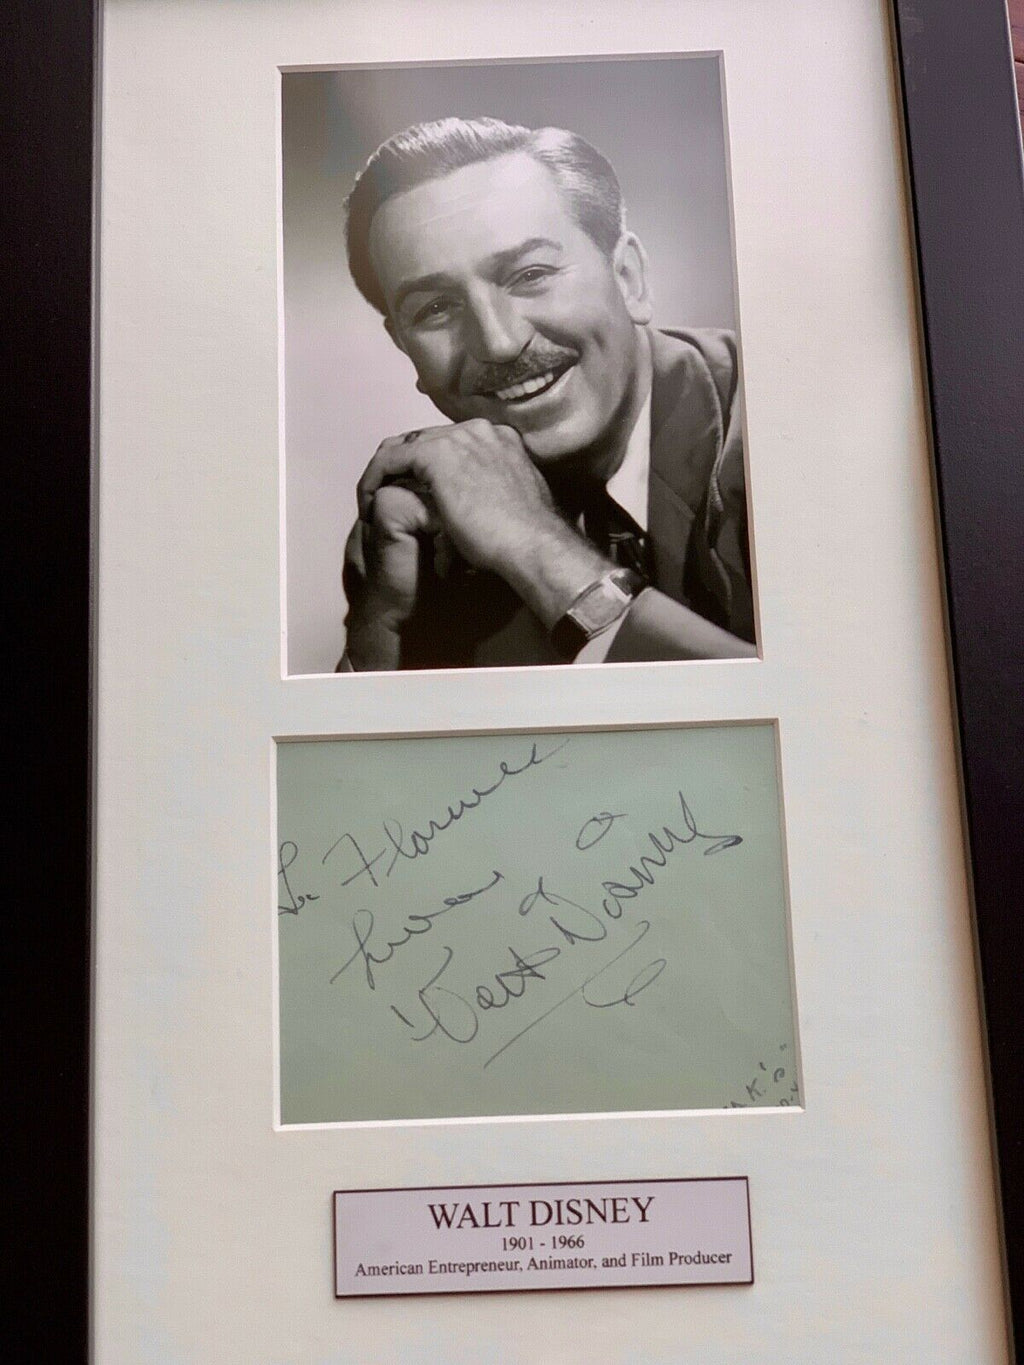 To Florence
Love
Walt Disney
WALT DISNEY
1901 - 1966
American Entrepreneur, Animator, and Film Producer